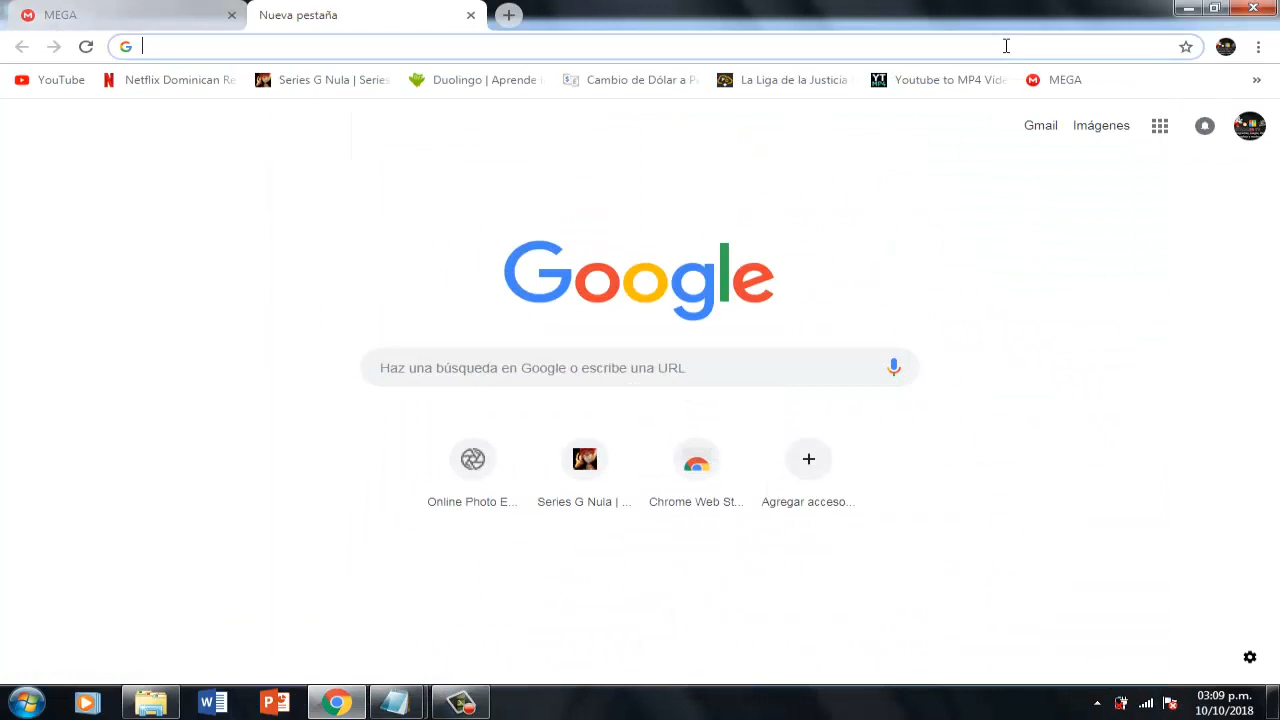 MEGA
Nueva pestaña
YouTube
Netflix Dominican Re
Series G Nula | Series
Duolingo | Aprende
Cambio de Dólar a P
La Liga de la Justicia
Youtube to MP4 Vide
MEGA
Gmail
Imágenes
Google
Haz una búsqueda en Google o escribe una URL
Online Photo E...
Series G Nula | ...
Chrome Web St...
Agregar acceso...
03:09 p.m.
10/10/2018